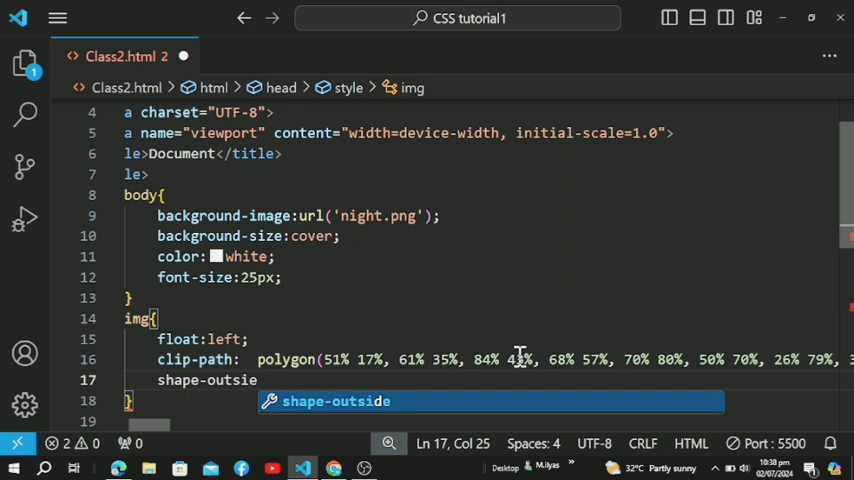 CSS tutorial1
Class2.html 2
Class2.html html head style img
4 a charset="UTF-8">
5 a name="viewport" content="width=device-width, initial-scale=1.0">
6 le>Document</title>
7 le>
8 body{
9 background-image:url('night.png');
10 background-size:cover;
11 color: white;
12 font-size:25px;
13 }
14 img{
15 float:left;
16 clip-path: polygon(51% 17%, 61% 35%, 84% 43%, 68% 57%, 70% 80%, 50% 70%, 26% 79%, 3
17 shape-outsie
shape-outside
18 }
19
1
2 0 0 Ln 17, Col 25 Spaces: 4 UTF-8 CRLF HTML Port : 5500
Desktop M.ilyas » 32°C Partly sunny 10:38 pm
02/07/2024 1